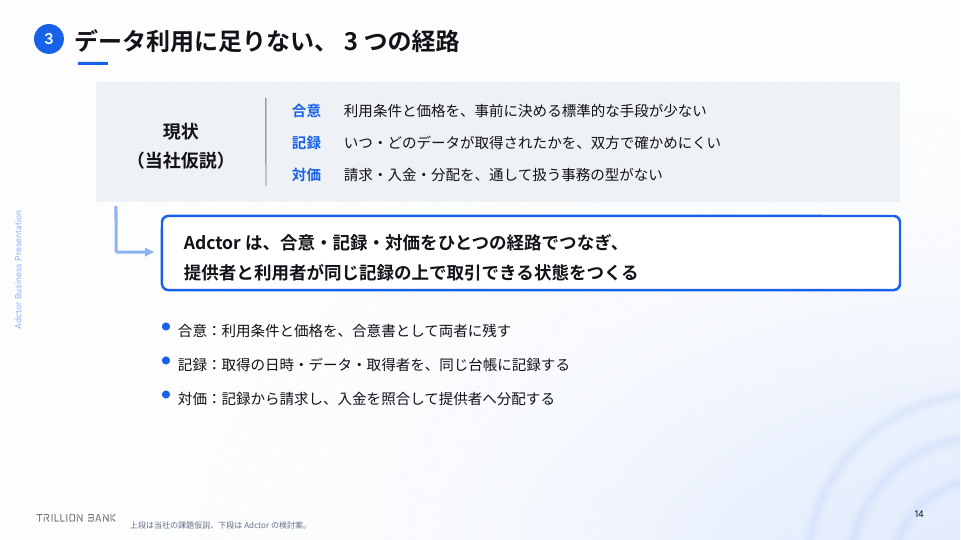 3
データ利用に足りない、 3 つの経路
現状
（当社仮説）
合意 利用条件と価格を、事前に決める標準的な手段が少ない
記録 いつ・どのデータが取得されたかを、双方で確かめにくい
対価 請求・入金・分配を、通して扱う事務の型がない
Adctor は、合意・記録・対価をひとつの経路でつなぎ、
提供者と利用者が同じ記録の上で取引できる状態をつくる
合意：利用条件と価格を、合意書として両者に残す
記録：取得の日時・データ・取得者を、同じ台帳に記録する
対価：記録から請求し、入金を照合して提供者へ分配する
Adctor Business Presentation
TRILLION BANK
上段は当社の課題仮説、下段は Adctor の検討案。
14